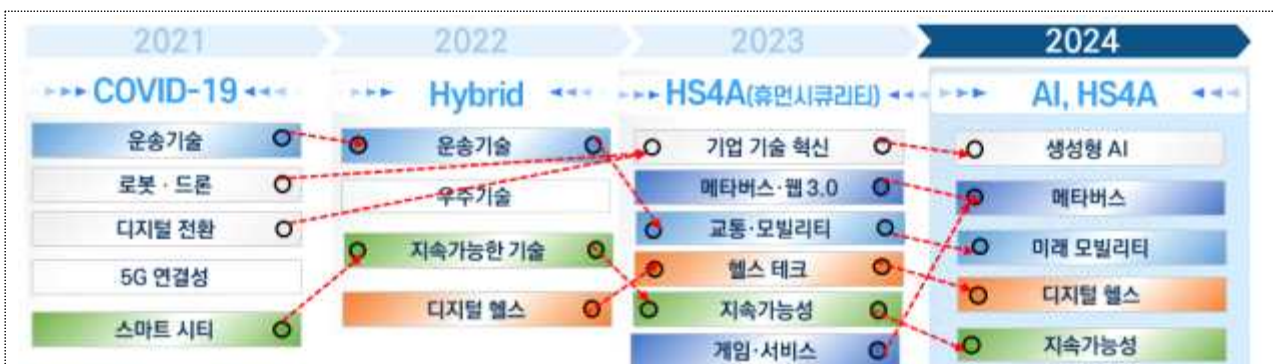 2021
2022
2023
2024
COVID-19
Hybrid
HS4A(휴먼시큐리티)
AI, HS4A
운송기술
로봇 · 드론
디지털 전환
5G 연결성
스마트 시티
운송기술
우주기술
지속가능한 기술
디지털 헬스
기업 기술 혁신
메타버스·웹 3.0
교통·모빌리티
헬스 테크
지속가능성
게임·서비스
생성형 AI
메타버스
미래 모빌리티
디지털 헬스
지속가능성